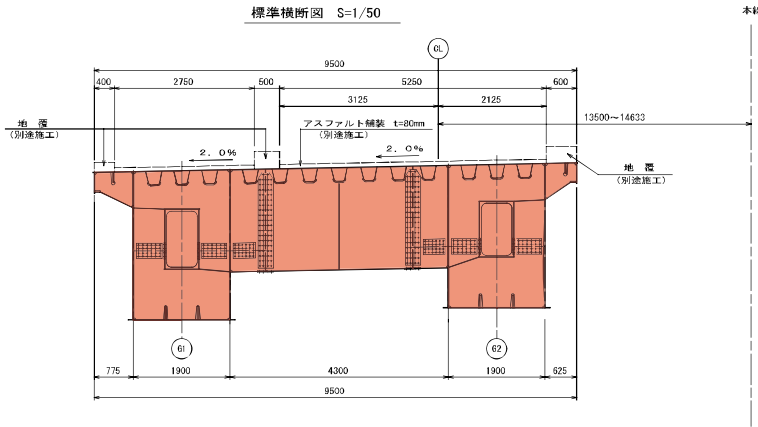 標準横断図 S=1/50
本線
CL
9500
400 2750 500 5250 600
3125 2125
13500～14633
地 覆
(別途施工)
アスファルト舗装 t=80mm
(別途施工)
2.0%
2.0%
地 覆
(別途施工)
G1
G2
775 1900 4300 1900 625
9500